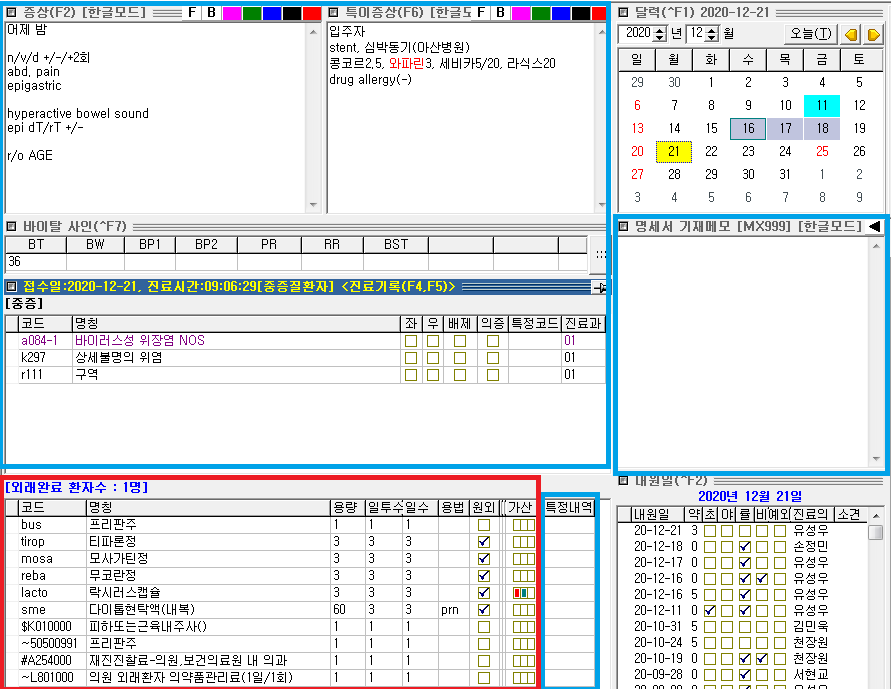 증상(F2) [한글모드] F B
어제 밤
n/v/d +/-/+2회
abd, pain
epigastric
hyperactive bowel sound
epi dT/rT +/-
r/o AGE
특이증상(F6) [한글모드 F B
입주자
stent, 심박동기(아산병원)
콩코르2,5, 와파린3, 세비카5/20, 라식스20
drug allergy(-)
달력(^F1) 2020-12-21
2020 년 12 월 오늘(T)
일 월 화 수 목 금 토
29 30 1 2 3 4 5
6 7 8 9 10 11 12
13 14 15 16 17 18 19
20 21 22 23 24 25 26
27 28 29 30 31 1 2
3 4 5 6 7 8 9
바이탈 사인(^F7)
BT BW BP1 BP2 PR RR BST
36
명세서 기재메모 [MX999] [한글모드]
접수일:2020-12-21, 진료시간:09:06:29[중증질환자] <진료기록(F4,F5)>
[중증]
코드 명칭 좌 우 배제 의증 특정코드 진료과
a084-1 바이러스성 위장염 NOS 01
k297 상세불명의 위염 01
r111 구역 01
[외래완료 환자수 : 1명]
코드 명칭 용량 일투수 일수 용법 원외 가산 특정내역
bus 프리판주 1 1 1
tirop 티파론정 3 3 3
mosa 모사가틴정 3 3 3
reba 무코란정 3 3 3
lacto 락시러스캡슐 3 3 3
sme 다이톱현탁액(내복) 60 3 3 prn
$K010000 피하또는근육내주사() 1 1 1
~50500991 프리판주 1 1 1
#A254000 재진진찰료-의원,보건의료원 내 의과 1 1 1
~L801000 의원 외래환자 의약품관리료(1일/1회) 1 1 1
내원일(^F2)
2020년 12월 21일
내원일 약 초 야 률 비 예외 진료의 소견
20-12-21 3 유성우
20-12-18 0 손정민
20-12-17 0 유성우
20-12-16 0 유성우
20-12-16 5 유성우
20-12-11 0 유성우
20-10-31 5 김민욱
20-10-24 5 천장원
20-10-19 0 천장원
20-09-28 0 서현교